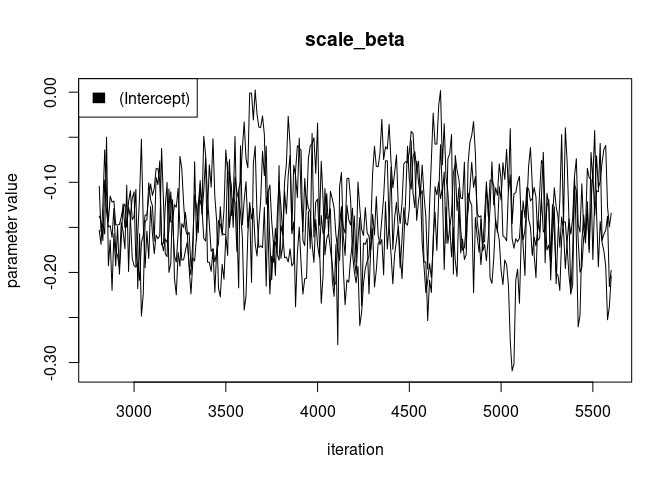 scale_beta
(Intercept)
0.00
-0.10
-0.20
-0.30
parameter value
3000 3500 4000 4500 5000 5500
iteration